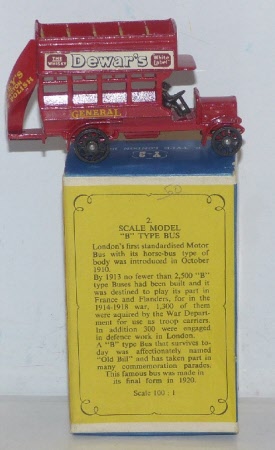 THE Whisky Dewar's White Label
GENERAL
POLISH
60
2.
SCALE MODEL
"B" TYPE BUS
London's first standardised Motor
Bus with its horse-bus type of
body was introduced in October
1910.
By 1913 no fewer than 2,500 "B"
type Buses had been built and it
was destined to play its part in
France and Flanders, for in the
1914-1918 war, 1,300 of them
were aquired by the War Depart-
ment for use as troop carriers.
In addition 300 were engaged
in defence work in London.
A "B" type Bus that survives to-
day was affectionately named
"Old Bill" and has taken part in
many commemoration parades.
This famous bus was made in
its final form in 1920.
Scale 100 : 1